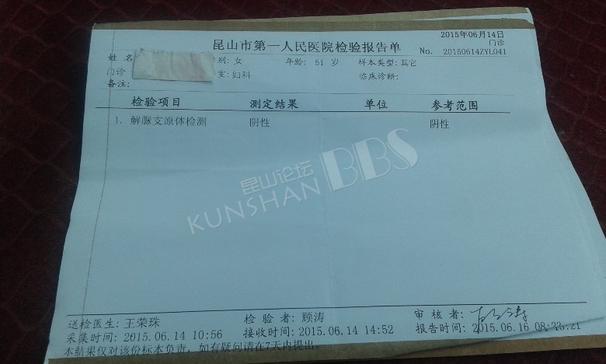 2015年06月14日
昆山市第一人民医院检验报告单
门诊
No. 20150614ZYL041
姓名 别: 女 年龄: 51 岁 样本类型: 其它
门诊 室: 妇科 临床诊断:
备注:
检验项目 测定结果 单位 参考范围
1. 解脲支原体检测 阴性 阴性
昆山论坛
KUNSHAN BBS
送检医生: 王荣珠 检验者: 顾涛 审核者:
采集时间: 2015.06.14 10:56 接收时间: 2015.06.14 14:52 报告时间: 2015.06.16
本结果仅对该份标本负责, 如有疑问请在7天内提出.